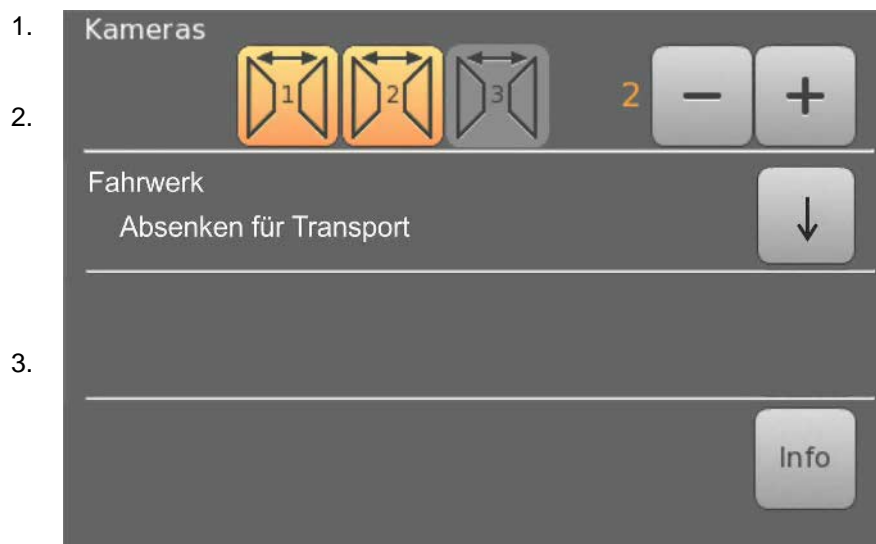 1.
Kameras
1 2 3 2 − +
2.
Fahrwerk
Absenken für Transport
↓
3.
Info